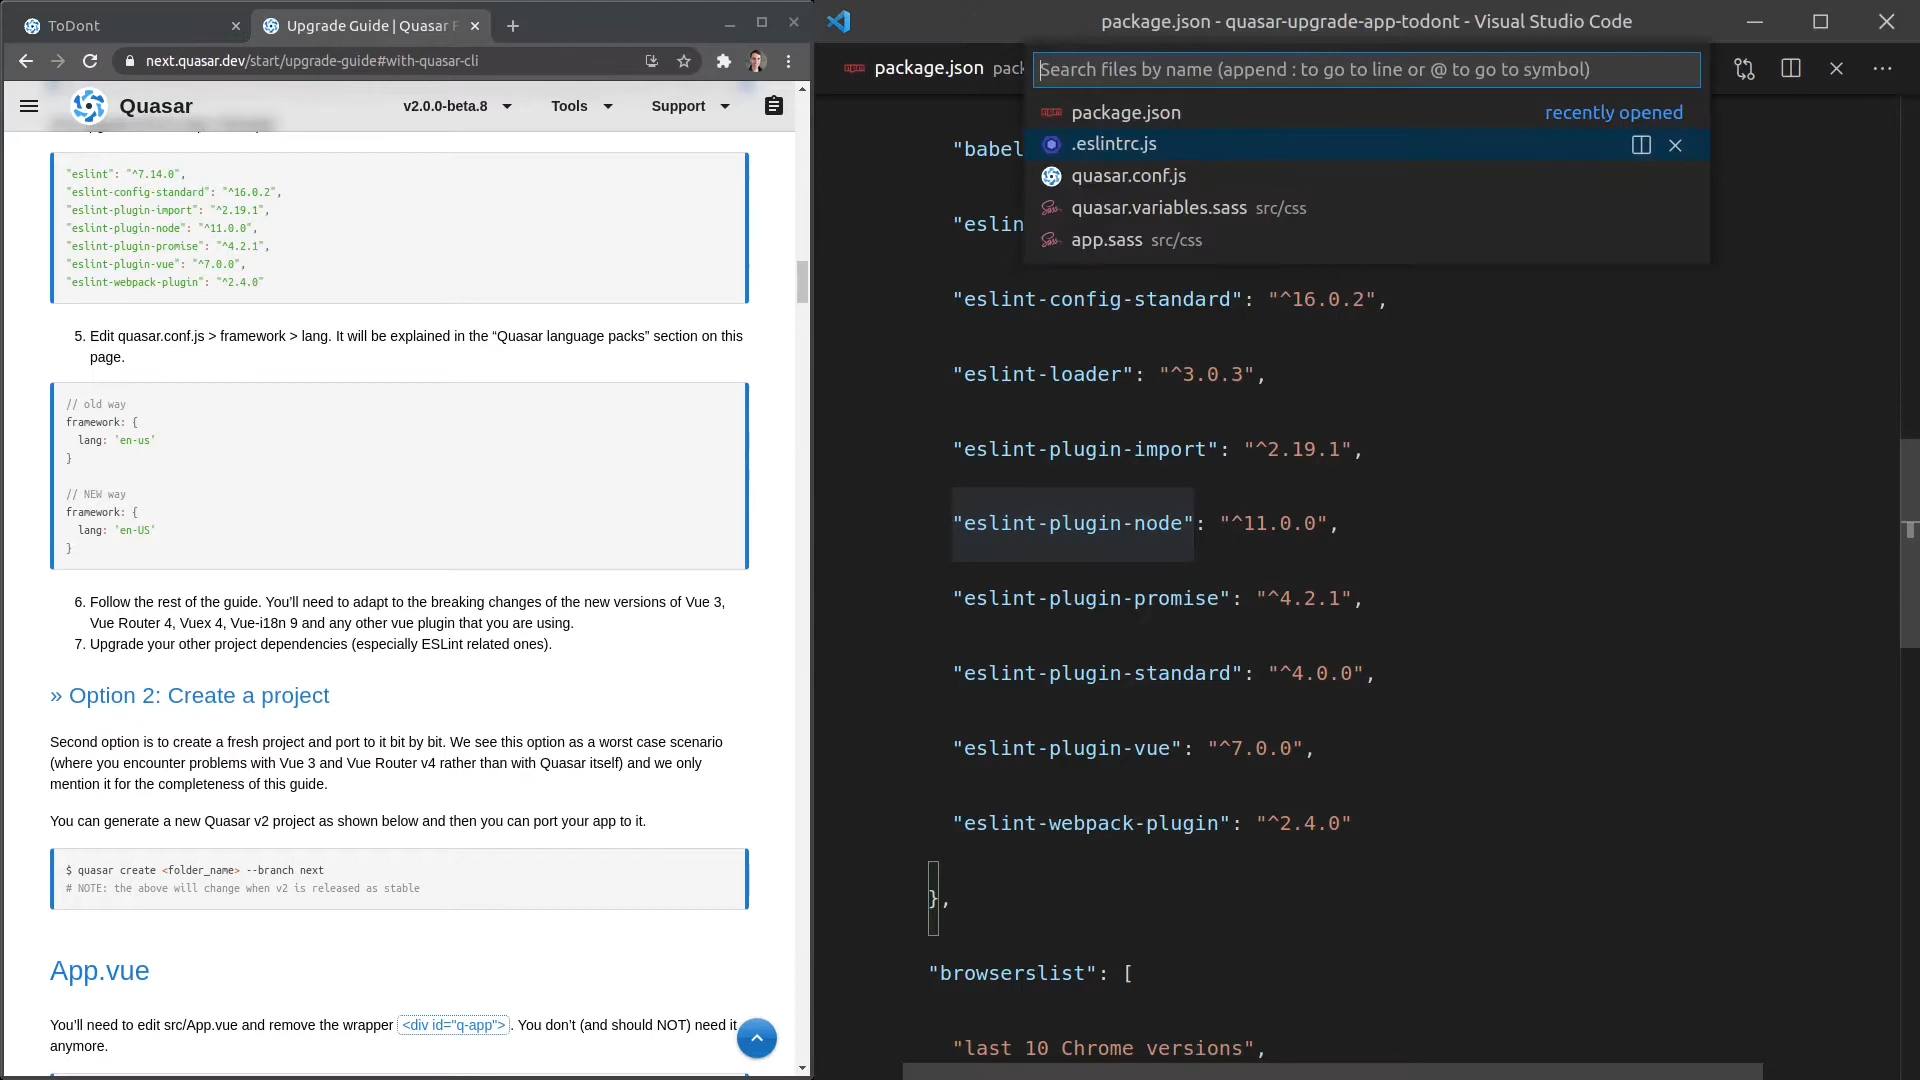 ToDont
Upgrade Guide | Quasar F
next.quasar.dev/start/upgrade-guide#with-quasar-cli
Quasar
v2.0.0-beta.8
Tools
Support
"eslint": "^7.14.0",
"eslint-config-standard": "^16.0.2",
"eslint-plugin-import": "^2.19.1",
"eslint-plugin-node": "^11.0.0",
"eslint-plugin-promise": "^4.2.1",
"eslint-plugin-vue": "^7.0.0",
"eslint-webpack-plugin": "^2.4.0"
5. Edit quasar.conf.js > framework > lang. It will be explained in the “Quasar language packs” section on this
page.
// old way
framework: {
lang: 'en-us'
}
// NEW way
framework: {
lang: 'en-US'
}
6. Follow the rest of the guide. You’ll need to adapt to the breaking changes of the new versions of Vue 3,
Vue Router 4, Vuex 4, Vue-i18n 9 and any other vue plugin that you are using.
7. Upgrade your other project dependencies (especially ESLint related ones).
» Option 2: Create a project
Second option is to create a fresh project and port to it bit by bit. We see this option as a worst case scenario
(where you encounter problems with Vue 3 and Vue Router v4 rather than with Quasar itself) and we only
mention it for the completeness of this guide.
You can generate a new Quasar v2 project as shown below and then you can port your app to it.
$ quasar create <folder_name> --branch next
# NOTE: the above will change when v2 is released as stable
App.vue
You’ll need to edit src/App.vue and remove the wrapper <div id="q-app">. You don’t (and should NOT) need it
anymore.
package.json - quasar-upgrade-app-todont - Visual Studio Code
package.json pack
Search files by name (append : to go to line or @ to go to symbol)
package.json recently opened
.eslintrc.js
quasar.conf.js
quasar.variables.sass src/css
app.sass src/css
"babel
"eslin
"eslint-config-standard": "^16.0.2",
"eslint-loader": "^3.0.3",
"eslint-plugin-import": "^2.19.1",
"eslint-plugin-node": "^11.0.0",
"eslint-plugin-promise": "^4.2.1",
"eslint-plugin-standard": "^4.0.0",
"eslint-plugin-vue": "^7.0.0",
"eslint-webpack-plugin": "^2.4.0"
},
"browserslist": [
"last 10 Chrome versions",